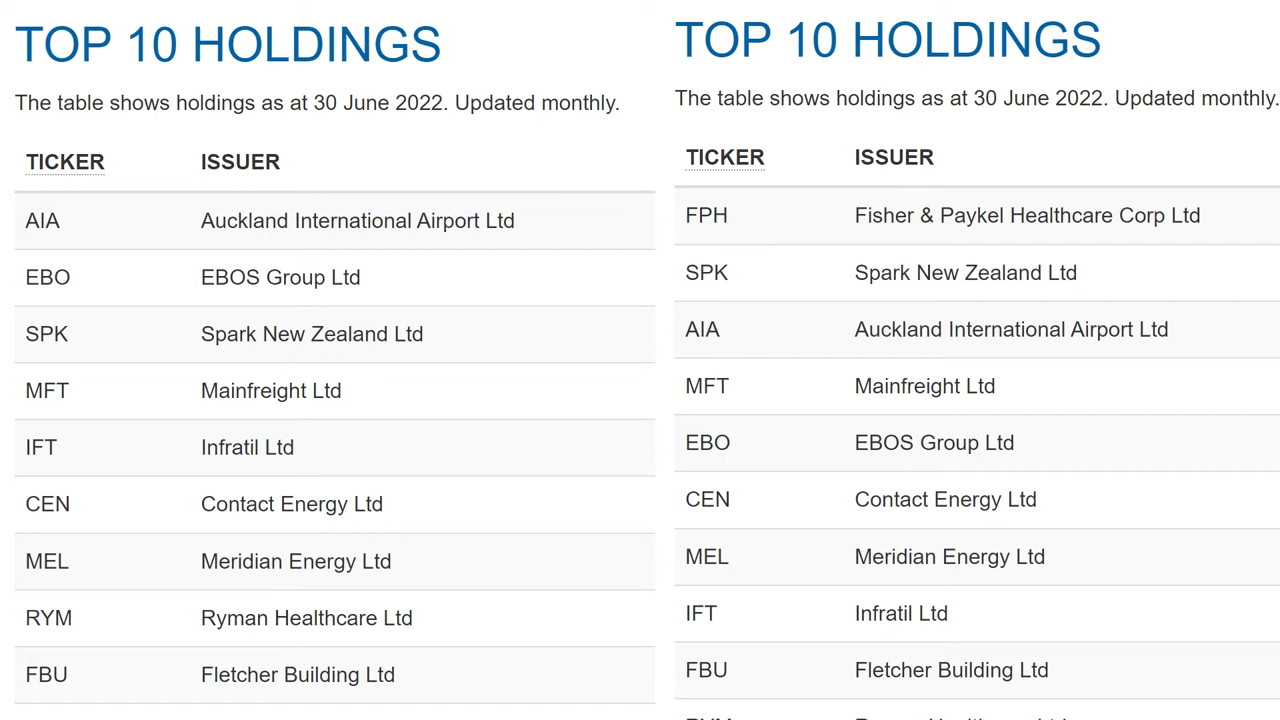 TOP 10 HOLDINGS
The table shows holdings as at 30 June 2022. Updated monthly.
TICKER ISSUER
AIA Auckland International Airport Ltd
EBO EBOS Group Ltd
SPK Spark New Zealand Ltd
MFT Mainfreight Ltd
IFT Infratil Ltd
CEN Contact Energy Ltd
MEL Meridian Energy Ltd
RYM Ryman Healthcare Ltd
FBU Fletcher Building Ltd
TOP 10 HOLDINGS
The table shows holdings as at 30 June 2022. Updated monthly.
TICKER ISSUER
FPH Fisher & Paykel Healthcare Corp Ltd
SPK Spark New Zealand Ltd
AIA Auckland International Airport Ltd
MFT Mainfreight Ltd
EBO EBOS Group Ltd
CEN Contact Energy Ltd
MEL Meridian Energy Ltd
IFT Infratil Ltd
FBU Fletcher Building Ltd